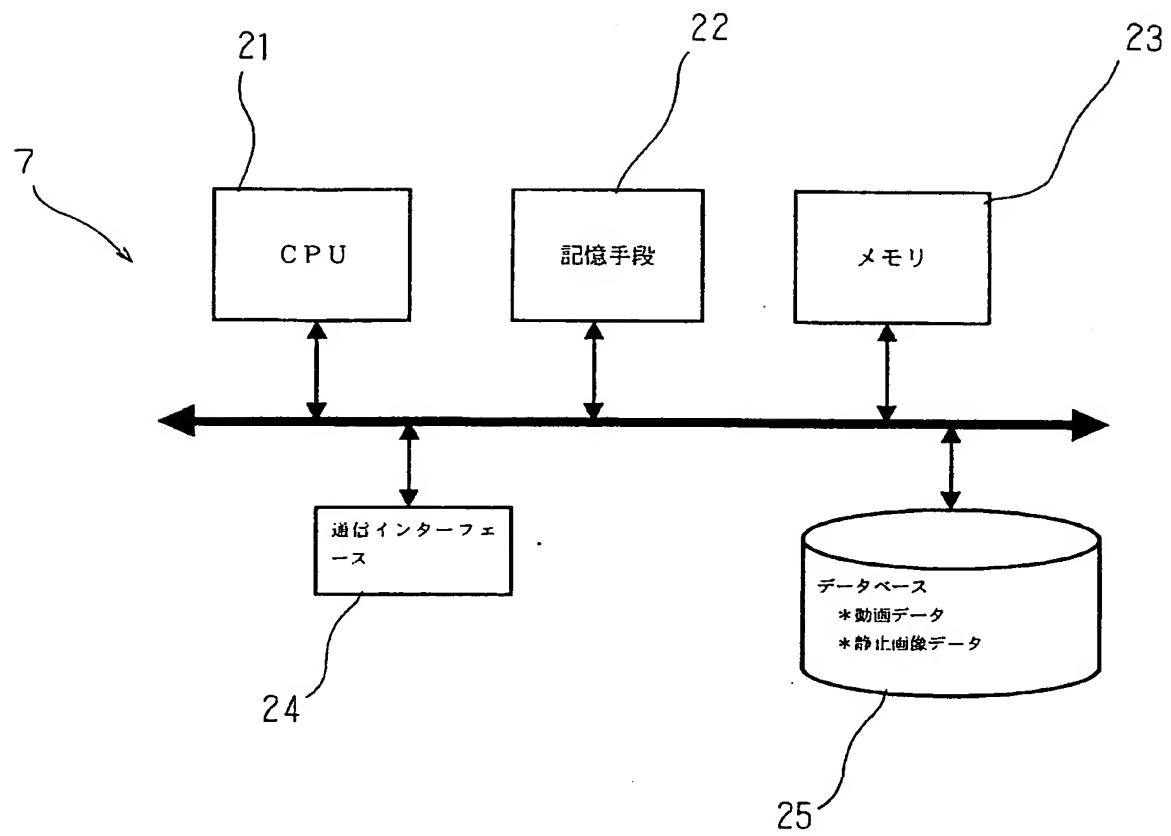 21
22
23
7
CPU
記憶手段
メモリ
通信インターフェ
ース
データベース
*動画データ
*静止画像データ
24
25